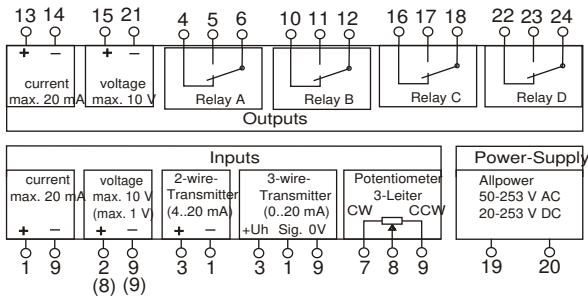 13 14 15 21 4 5 6 10 11 12 16 17 18 22 23 24
+ − + −
current
max. 20 mA
voltage
max. 10 V
Relay A
Relay B
Relay C
Relay D
Outputs
Inputs
current
max. 20 mA
+ −
voltage
max. 10 V
(max. 1 V)
+ −
2-wire-
Transmitter
(4..20 mA)
+ −
3-wire-
Transmitter
(0..20 mA)
+Uh Sig. 0V
Potentiometer
3-Leiter
CW CCW
Power-Supply
Allpower
50-253 V AC
20-253 V DC
1 9 2 9 3 1 3 1 9 7 8 9 19 20
(8) (9)